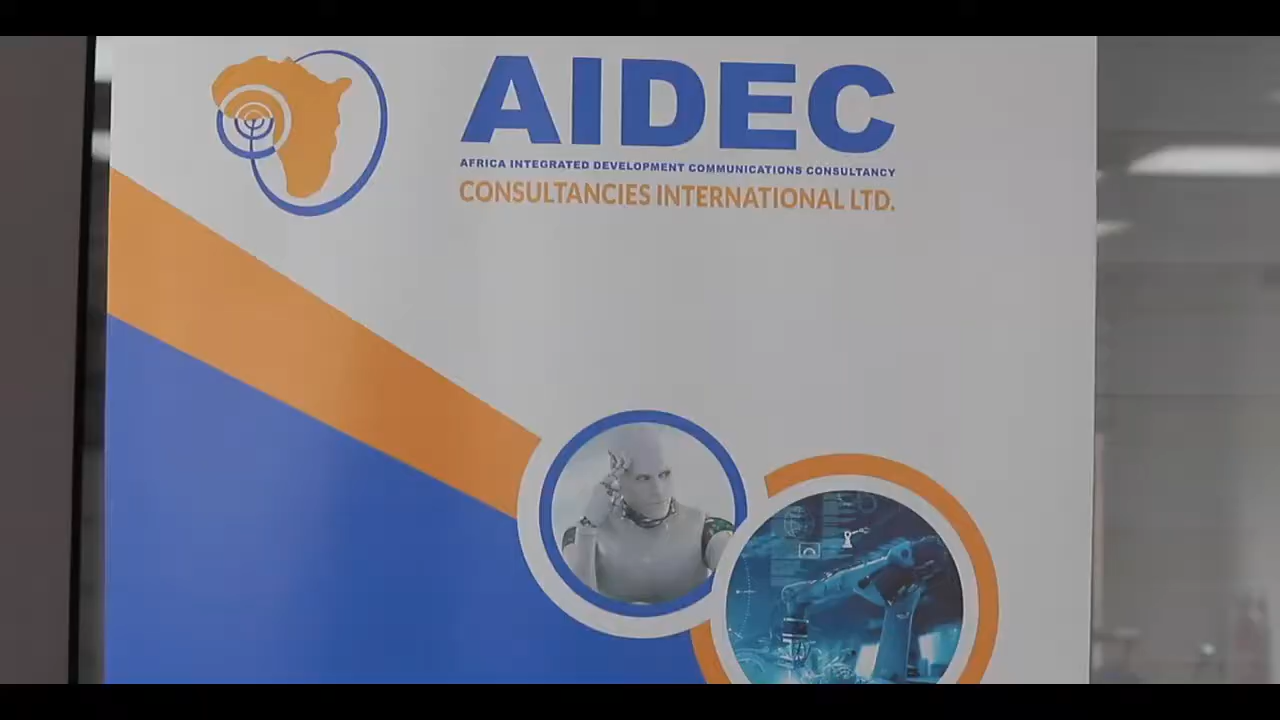 AIDEC
AFRICA INTEGRATED DEVELOPMENT COMMUNICATIONS CONSULTANCY
CONSULTANCIES INTERNATIONAL LTD.